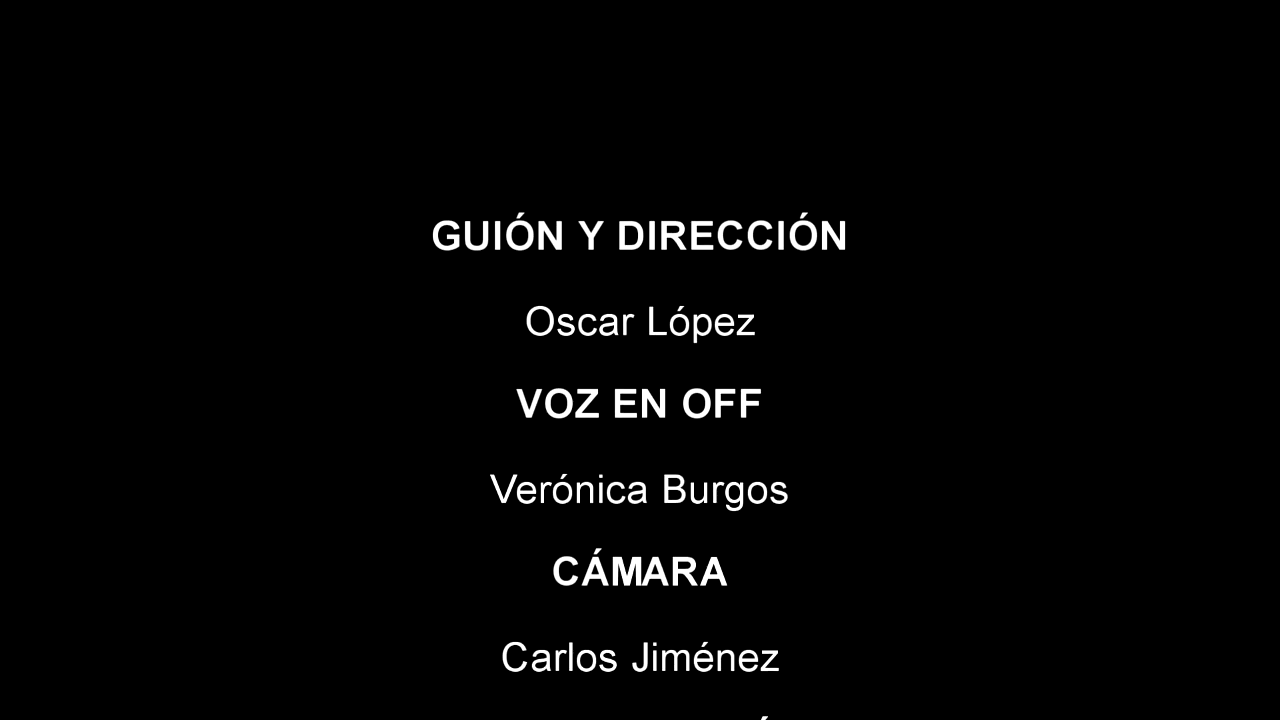 GUIÓN Y DIRECCIÓN
Oscar López
VOZ EN OFF
Verónica Burgos
CÁMARA
Carlos Jiménez